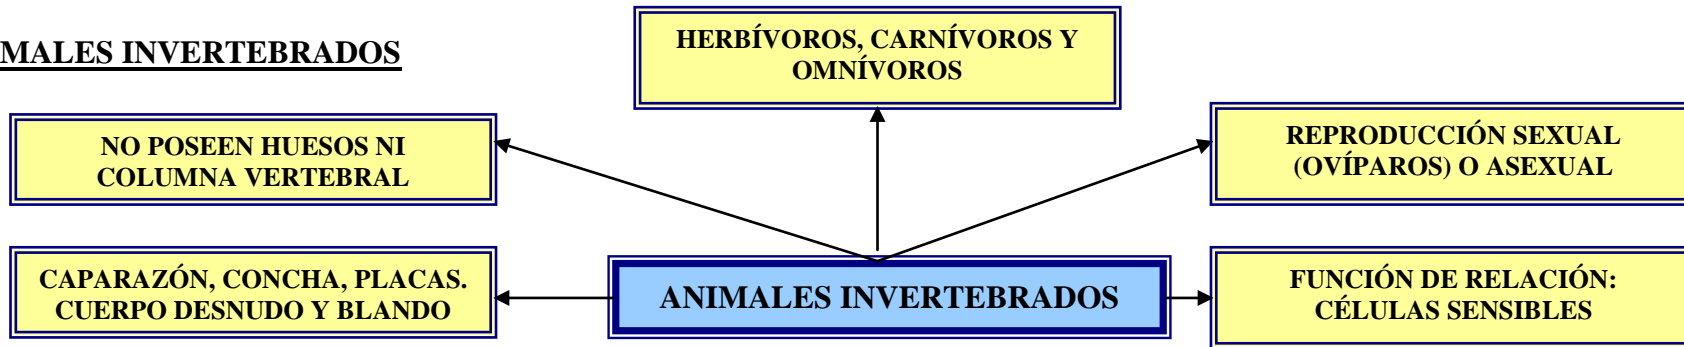 MALES INVERTEBRADOS
HERBÍVOROS, CARNÍVOROS Y
OMNÍVOROS
NO POSEEN HUESOS NI
COLUMNA VERTEBRAL
REPRODUCCIÓN SEXUAL
(OVÍPAROS) O ASEXUAL
CAPARAZÓN, CONCHA, PLACAS.
CUERPO DESNUDO Y BLANDO
ANIMALES INVERTEBRADOS
FUNCIÓN DE RELACIÓN:
CÉLULAS SENSIBLES